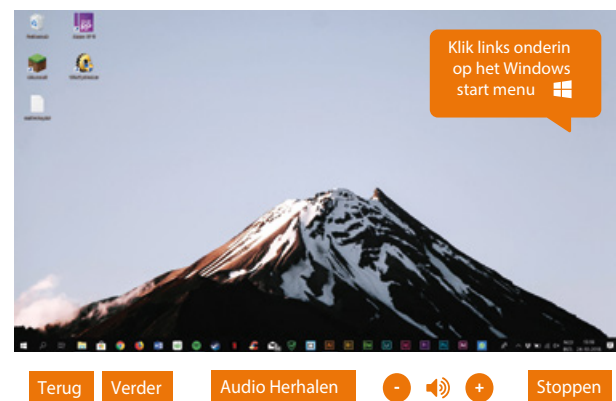 Klik links onderin
op het Windows
start menu
Terug
Verder
Audio Herhalen
-
+
Stoppen